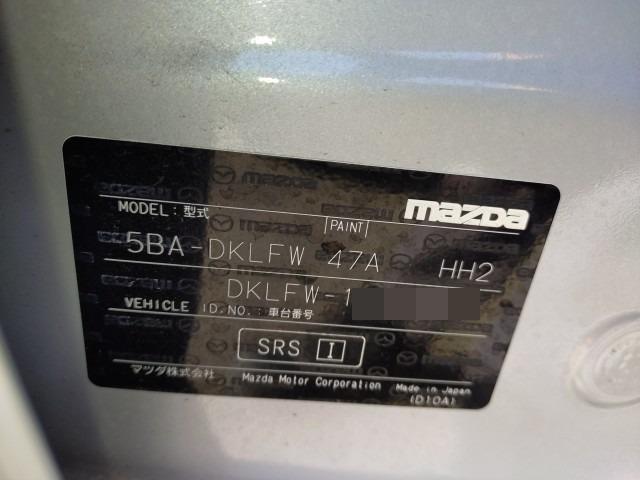 mazda
MODEL:型式 PAINT
5BA-DKLFW 47A HH2
DKLFW-1
VEHICLE ID.NO.:車台番号
SRS I
マツダ株式会社 Mazda Motor Corporation Made in Japan
(D10A)